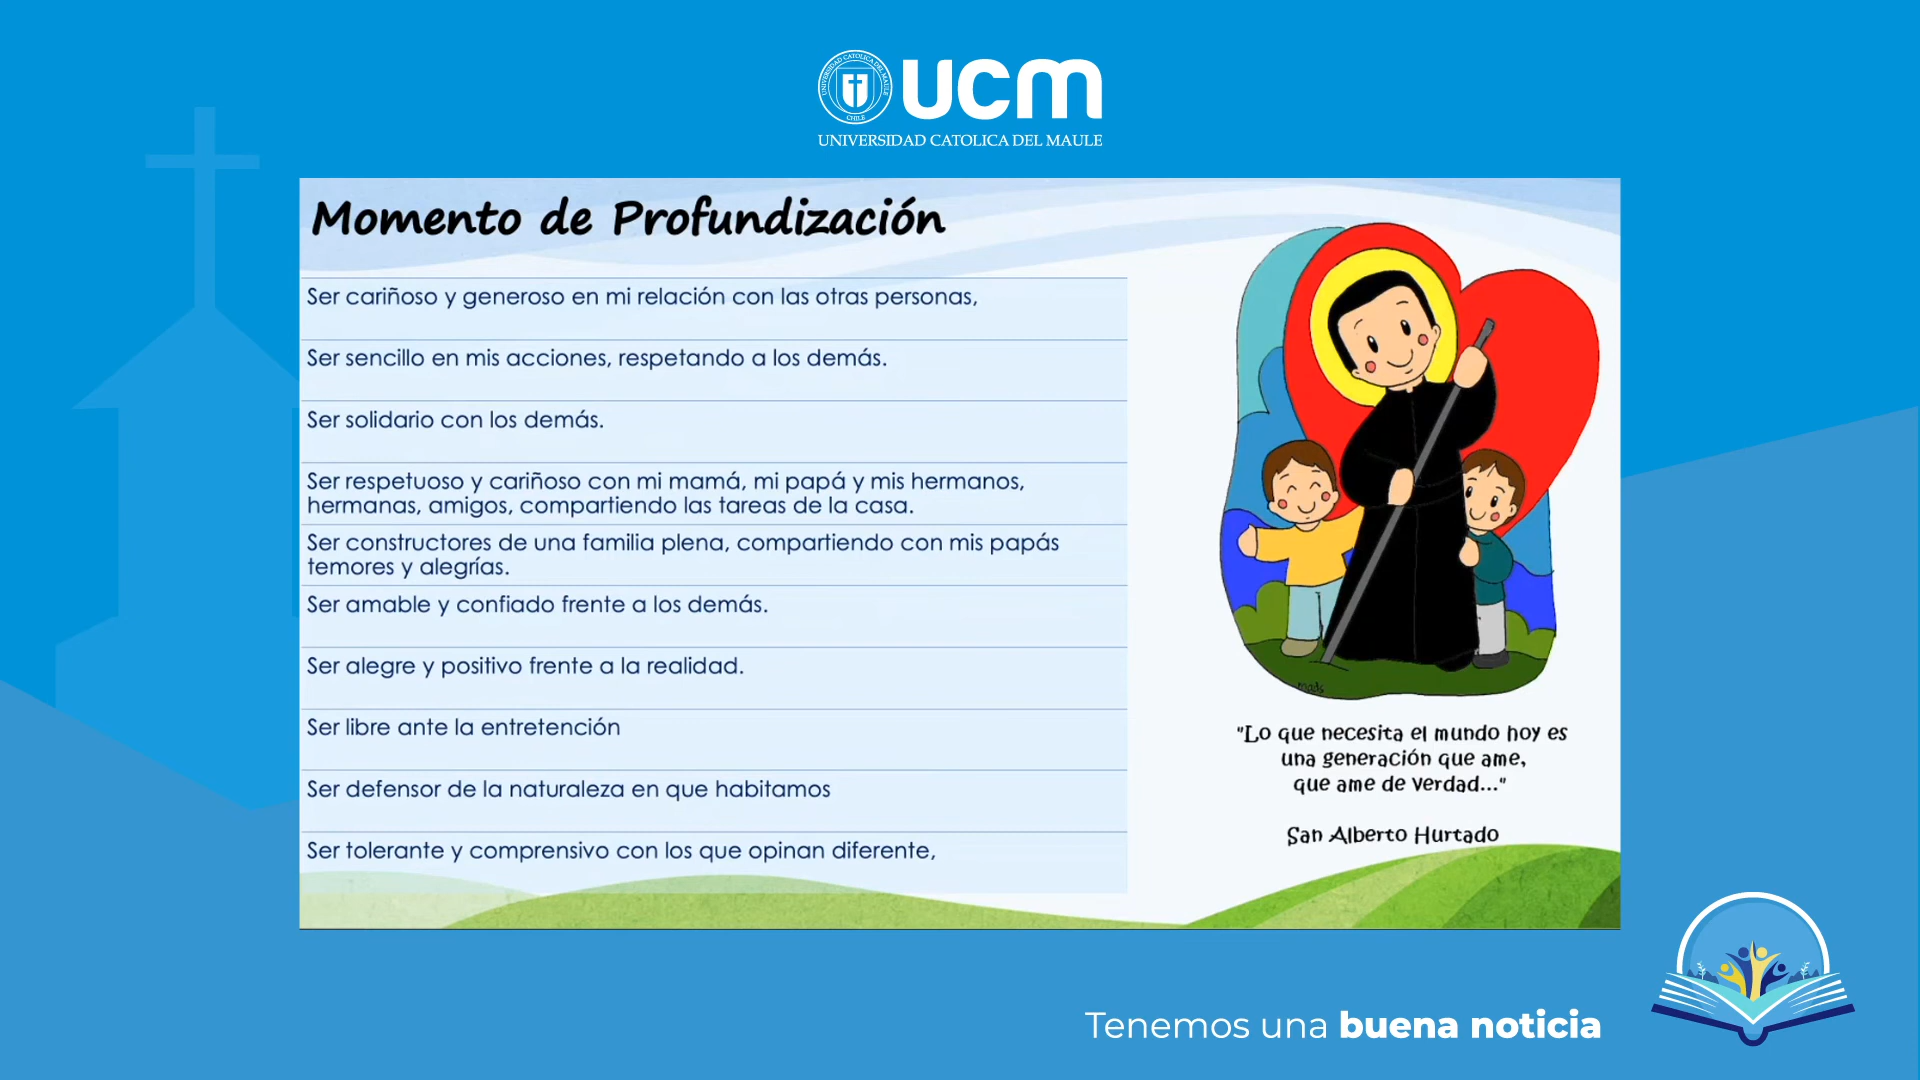 UNIVERSIDAD CATOLICA DEL MAULE
CHILE
ucm
UNIVERSIDAD CATOLICA DEL MAULE
Momento de Profundización
Ser cariñoso y generoso en mi relación con las otras personas,
Ser sencillo en mis acciones, respetando a los demás.
Ser solidario con los demás.
Ser respetuoso y cariñoso con mi mamá, mi papá y mis hermanos,
hermanas, amigos, compartiendo las tareas de la casa.
Ser constructores de una familia plena, compartiendo con mis papás
temores y alegrías.
Ser amable y confiado frente a los demás.
Ser alegre y positivo frente a la realidad.
Ser libre ante la entretención
Ser defensor de la naturaleza en que habitamos
Ser tolerante y comprensivo con los que opinan diferente,
mads
"Lo que necesita el mundo hoy es
una generación que ame,
que ame de verdad..."
San Alberto Hurtado
Tenemos una buena noticia